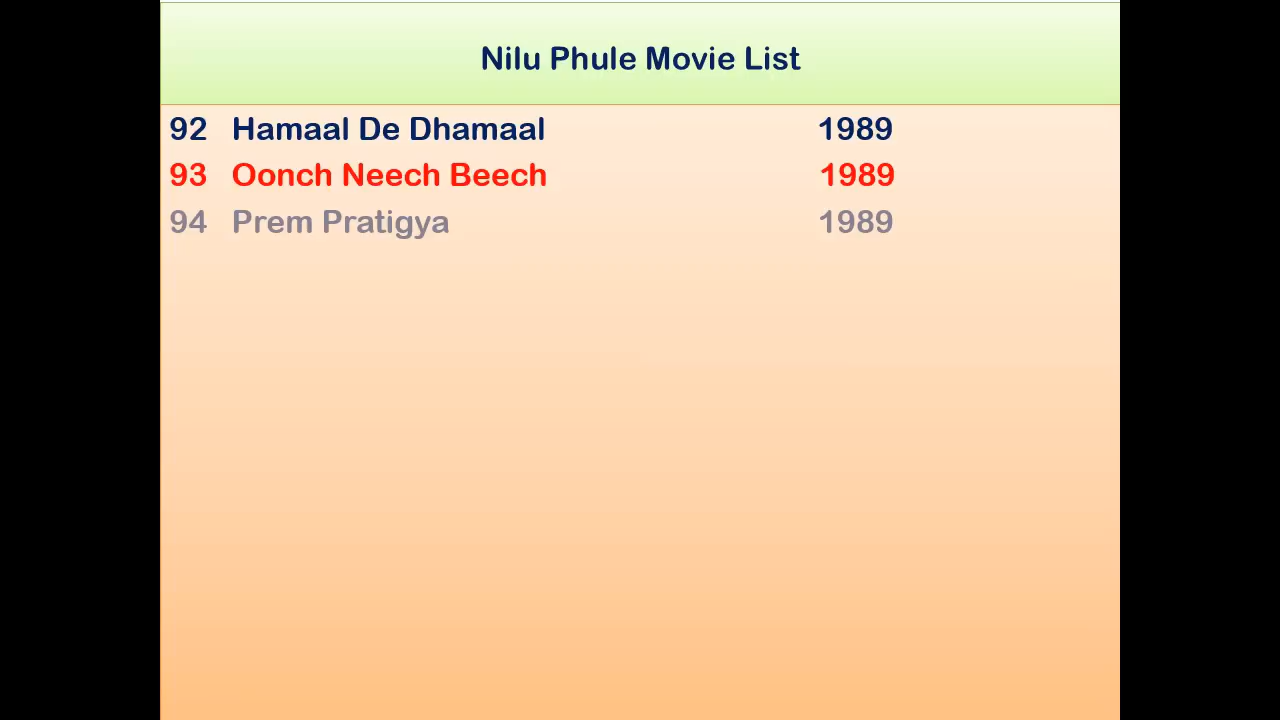 Nilu Phule Movie List
92 Hamaal De Dhamaal 1989
93 Oonch Neech Beech 1989
94 Prem Pratigya 1989